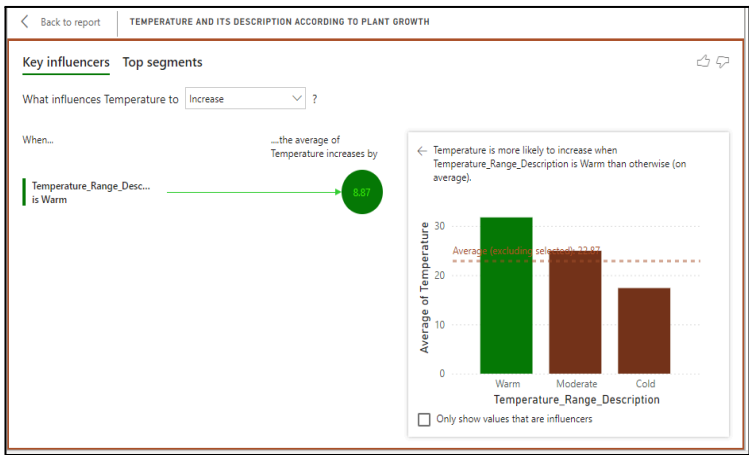 Back to report
TEMPERATURE AND ITS DESCRIPTION ACCORDING TO PLANT GROWTH
Key influencers Top segments
What influences Temperature to Increase ?
When...
....the average of
Temperature increases by
Temperature_Range_Desc...
is Warm
8.87
Temperature is more likely to increase when
Temperature_Range_Description is Warm than otherwise (on
average).
Average of Temperature
30
20
10
0
Average (excluding selected): 22.87
Warm Moderate Cold
Temperature_Range_Description
Only show values that are influencers